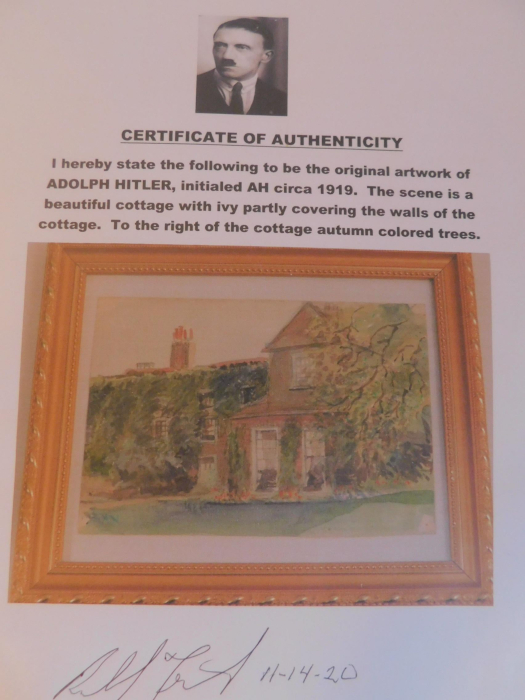 CERTIFICATE OF AUTHENTICITY
I hereby state the following to be the original artwork of
ADOLPH HITLER, initialed AH circa 1919. The scene is a
beautiful cottage with ivy partly covering the walls of the
cottage. To the right of the cottage autumn colored trees.
11-14-20